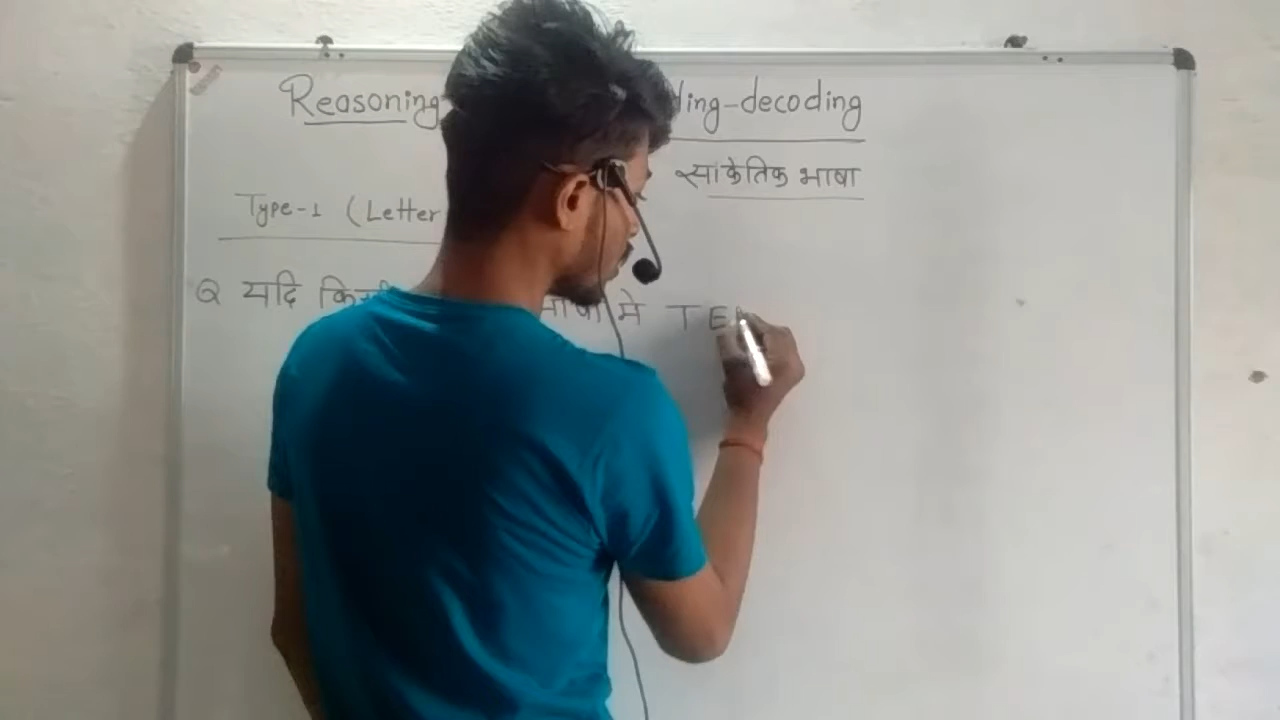 Reasoning ding-decoding
सांकेतिक भाषा
Type-1 (Letter
Q यदि किसी भाषा मे TE